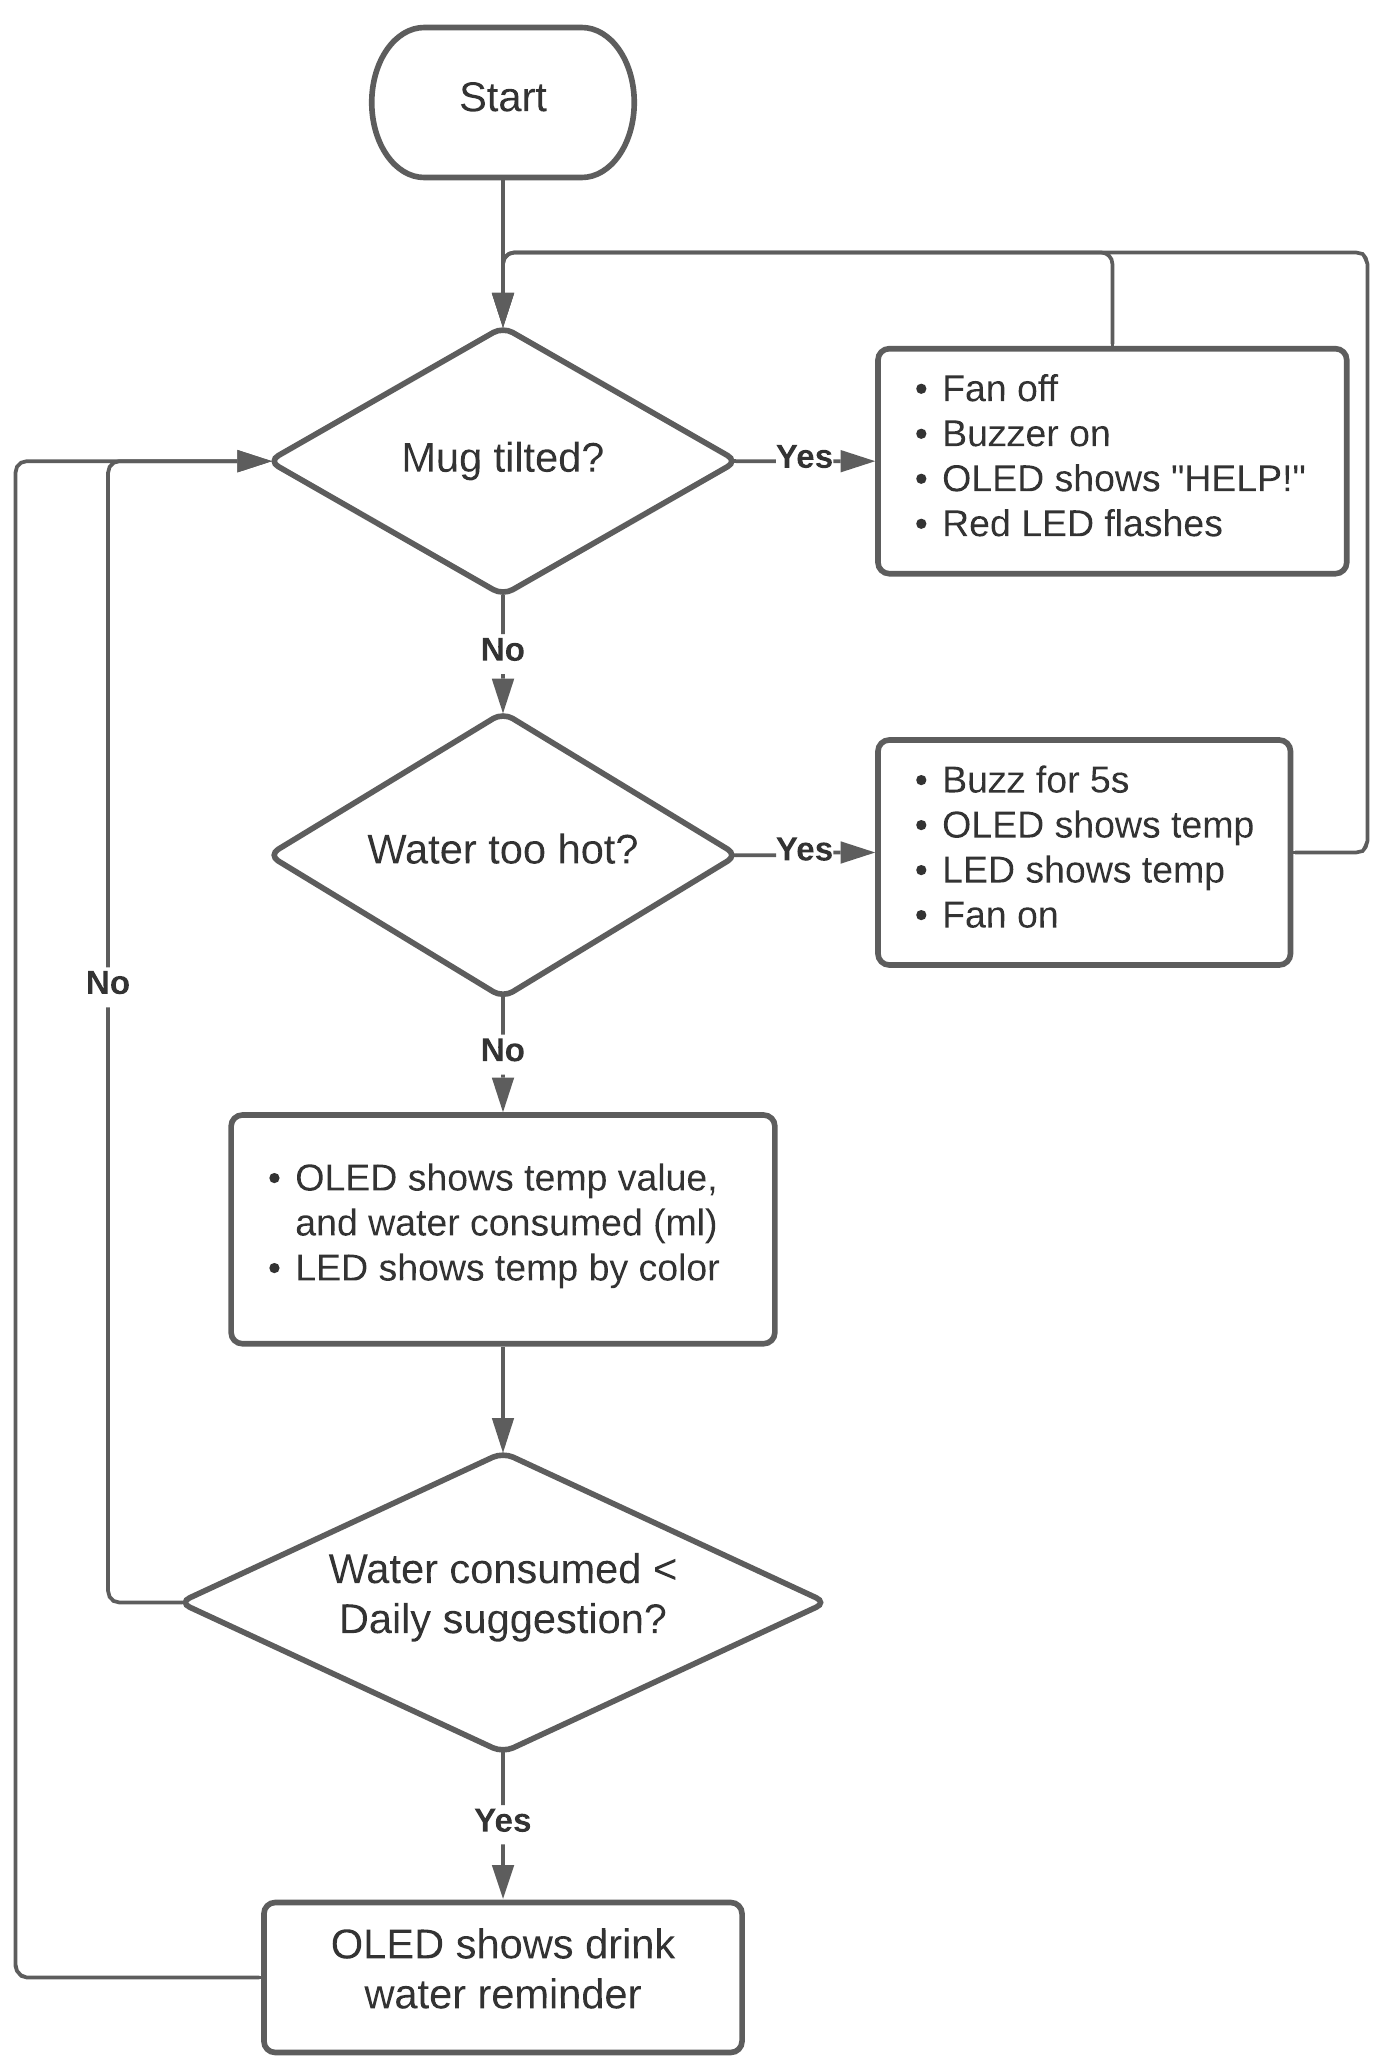 Start
Mug tilted?
Yes
• Fan off
• Buzzer on
• OLED shows "HELP!"
• Red LED flashes
No
Water too hot?
Yes
• Buzz for 5s
• OLED shows temp
• LED shows temp
• Fan on
No
No
• OLED shows temp value,
and water consumed (ml)
• LED shows temp by color
Water consumed <
Daily suggestion?
Yes
OLED shows drink
water reminder